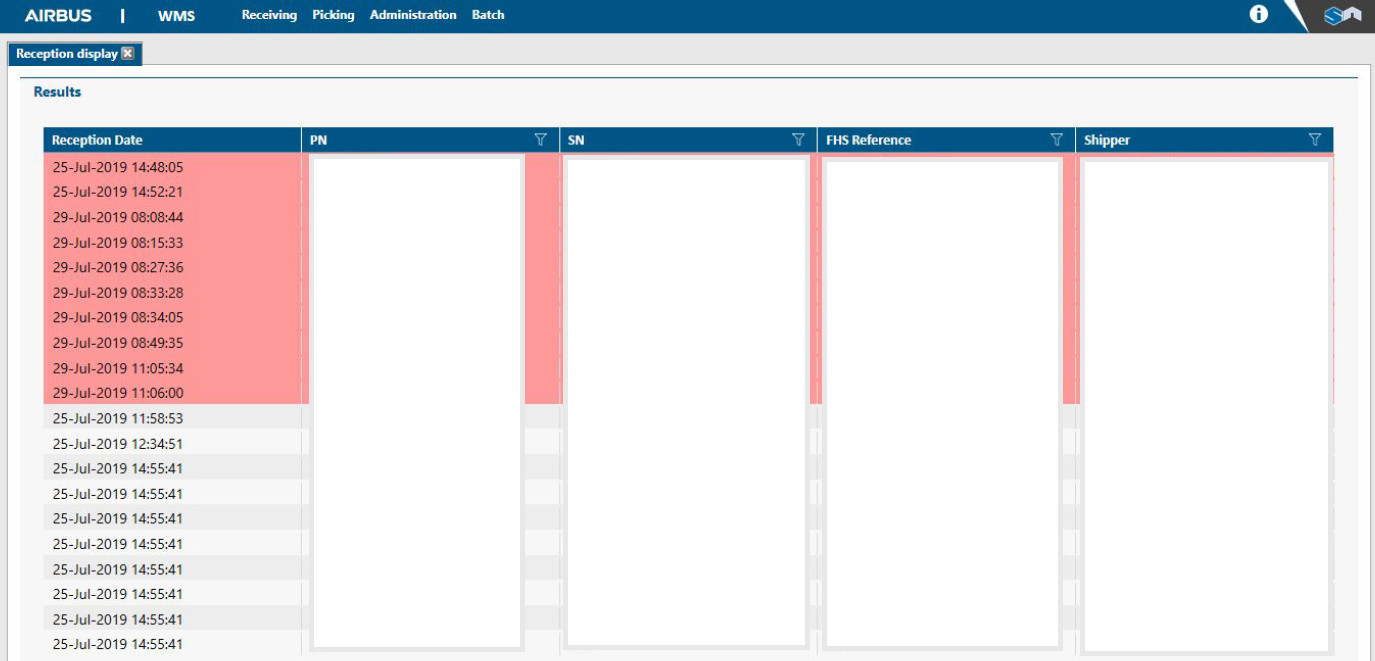 AIRBUS | WMS Receiving Picking Administration Batch
Reception display
Results
Reception Date PN SN FHS Reference Shipper
25-Jul-2019 14:48:05
25-Jul-2019 14:52:21
29-Jul-2019 08:08:44
29-Jul-2019 08:15:33
29-Jul-2019 08:27:36
29-Jul-2019 08:33:28
29-Jul-2019 08:34:05
29-Jul-2019 08:49:35
29-Jul-2019 11:05:34
29-Jul-2019 11:06:00
25-Jul-2019 11:58:53
25-Jul-2019 12:34:51
25-Jul-2019 14:55:41
25-Jul-2019 14:55:41
25-Jul-2019 14:55:41
25-Jul-2019 14:55:41
25-Jul-2019 14:55:41
25-Jul-2019 14:55:41
25-Jul-2019 14:55:41
25-Jul-2019 14:55:41